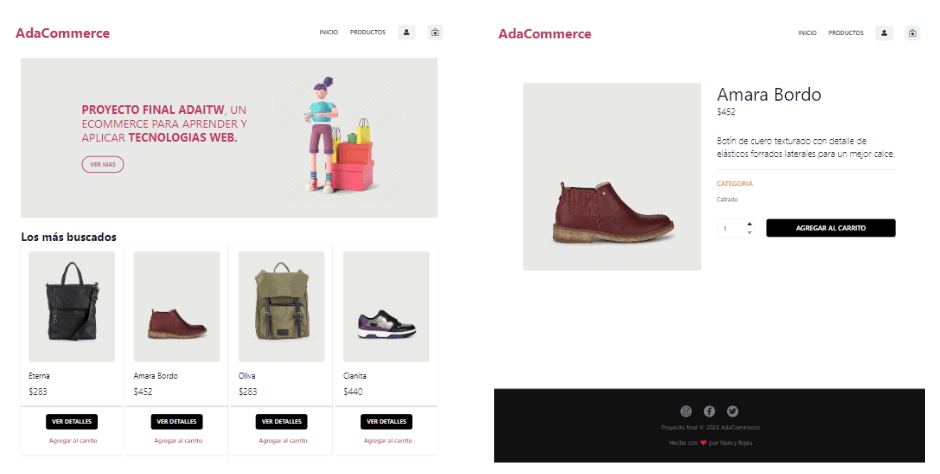 AdaCommerce
INICIO PRODUCTOS
PROYECTO FINAL ADAITW, UN
ECOMMERCE PARA APRENDER Y
APLICAR TECNOLOGIAS WEB.
VER MAS
Los más buscados
Eterna
$283
VER DETALLES
Agregar al carrito
Amara Bordo
$452
VER DETALLES
Agregar al carrito
Oliva
$283
VER DETALLES
Agregar al carrito
Cianita
$440
VER DETALLES
Agregar al carrito
AdaCommerce
INICIO PRODUCTOS
Amara Bordo
$452
Botín de cuero texturado con detalle de
elásticos forrados laterales para un mejor calce.
CATEGORIA
Calzado
1
AGREGAR AL CARRITO
Proyecto final © 2023 AdaCommerce
Hecho con ❤ por Nancy Rojas